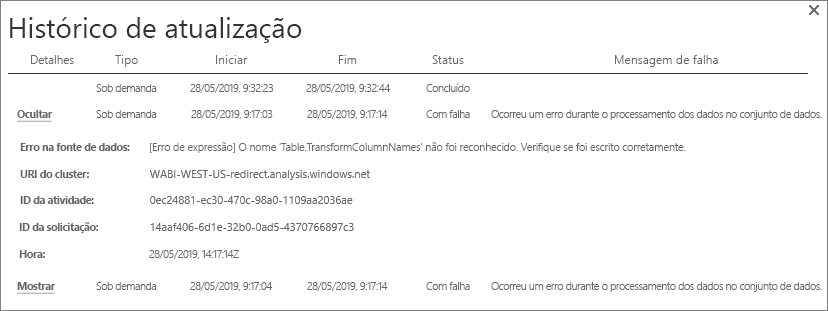 Histórico de atualização
Detalhes Tipo Iniciar Fim Status Mensagem de falha
Sob demanda 28/05/2019, 9:32:23 28/05/2019, 9:32:44 Concluído
Ocultar Sob demanda 28/05/2019, 9:17:03 28/05/2019, 9:17:14 Com falha Ocorreu um erro durante o processamento dos dados no conjunto de dados.
Erro na fonte de dados: [Erro de expressão] O nome 'Table.TransformColumnNames' não foi reconhecido. Verifique se foi escrito corretamente.
URI do cluster: WABI-WEST-US-redirect.analysis.windows.net
ID da atividade: 0ec24881-ec30-470c-98a0-1109aa2036ae
ID da solicitação: 14aaf406-6d1e-32b0-0ad5-4370766897c3
Hora: 28/05/2019, 14:17:14Z
Mostrar Sob demanda 28/05/2019, 9:17:04 28/05/2019, 9:17:14 Com falha Ocorreu um erro durante o processamento dos dados no conjunto de dados.